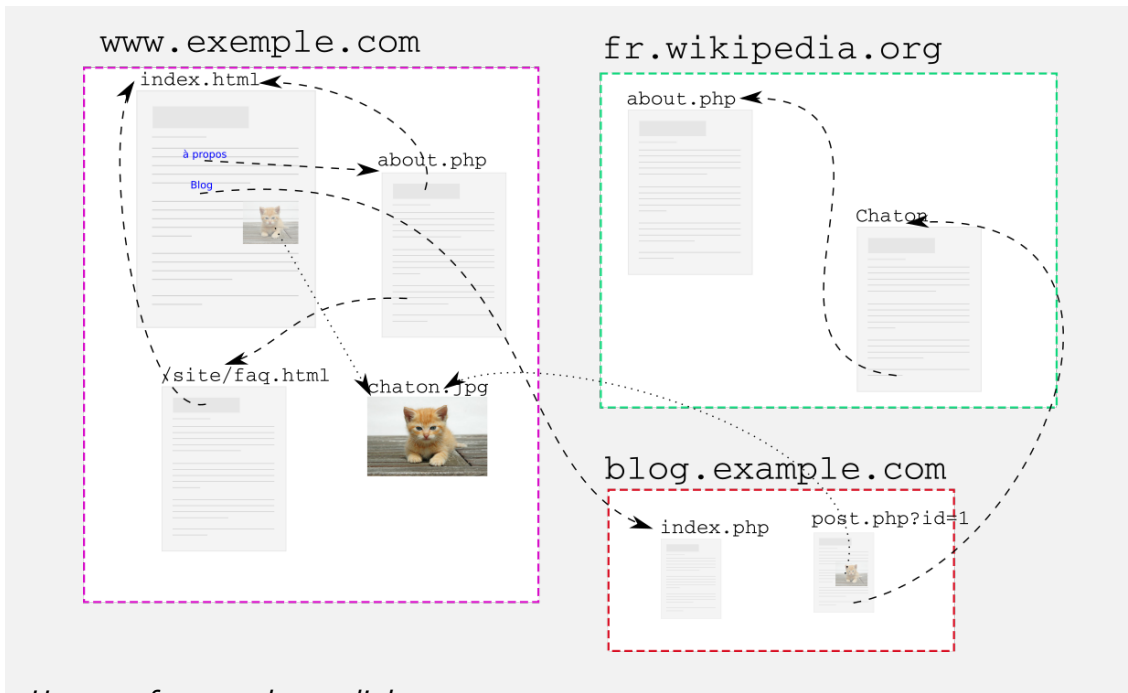 www.exemple.com
index.html
à propos
Blog
about.php
/site/faq.html
chaton.jpg
fr.wikipedia.org
about.php
Chaton
blog.example.com
index.php
post.php?id=1